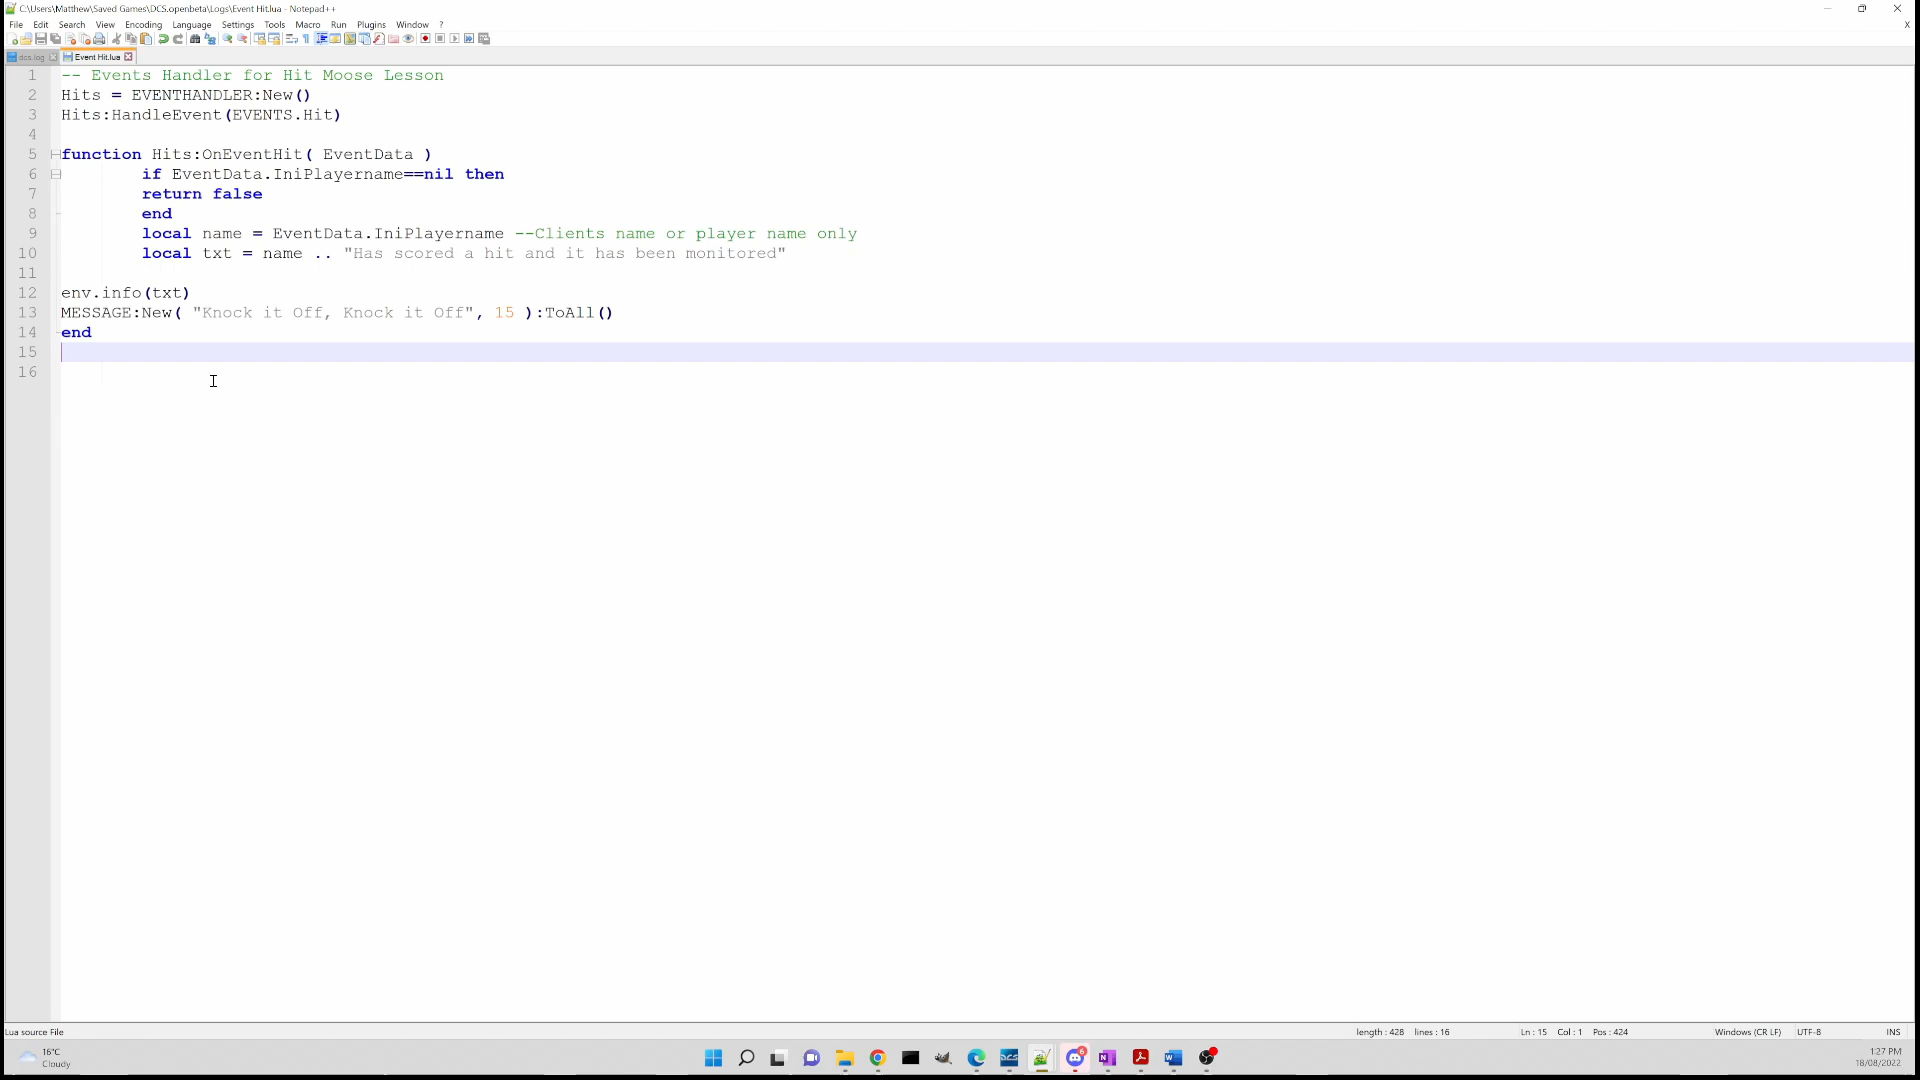 C:\Users\Matthew\Saved Games\DCS.openbeta\Logs\Event Hit.lua - Notepad++
File Edit Search View Encoding Language Settings Tools Macro Run Plugins Window ?
X
dcs.log Event Hit.lua
1 -- Events Handler for Hit Moose Lesson
2 Hits = EVENTHANDLER:New()
3 Hits:HandleEvent(EVENTS.Hit)
4
5 function Hits:OnEventHit( EventData )
6 if EventData.IniPlayername==nil then
7 return false
8 end
9 local name = EventData.IniPlayername --Clients name or player name only
10 local txt = name .. "Has scored a hit and it has been monitored"
11
12 env.info(txt)
13 MESSAGE:New( "Knock it Off, Knock it Off", 15 ):ToAll()
14 end
15
16
Lua source File length : 428 lines : 16 Ln : 15 Col : 1 Pos : 424 Windows (CR LF) UTF-8 INS
16°C
Cloudy
DCS
6
1:27 PM
18/08/2022